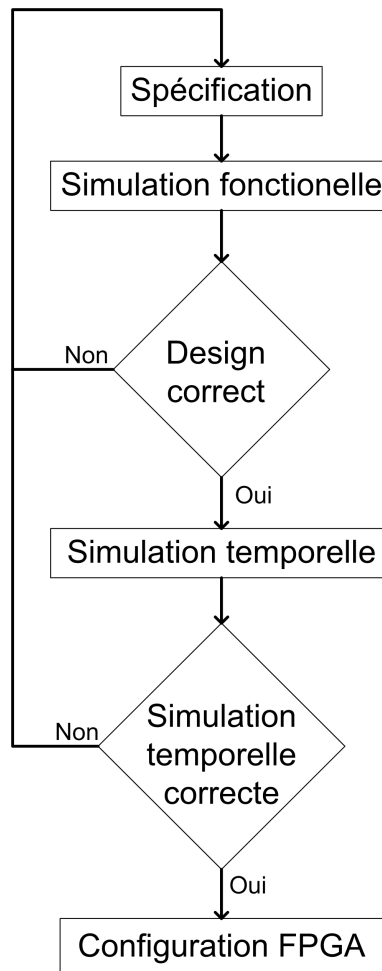 Spécification
Simulation fonctionelle
Design
correct
Non
Oui
Simulation temporelle
Simulation
temporelle
correcte
Non
Oui
Configuration FPGA